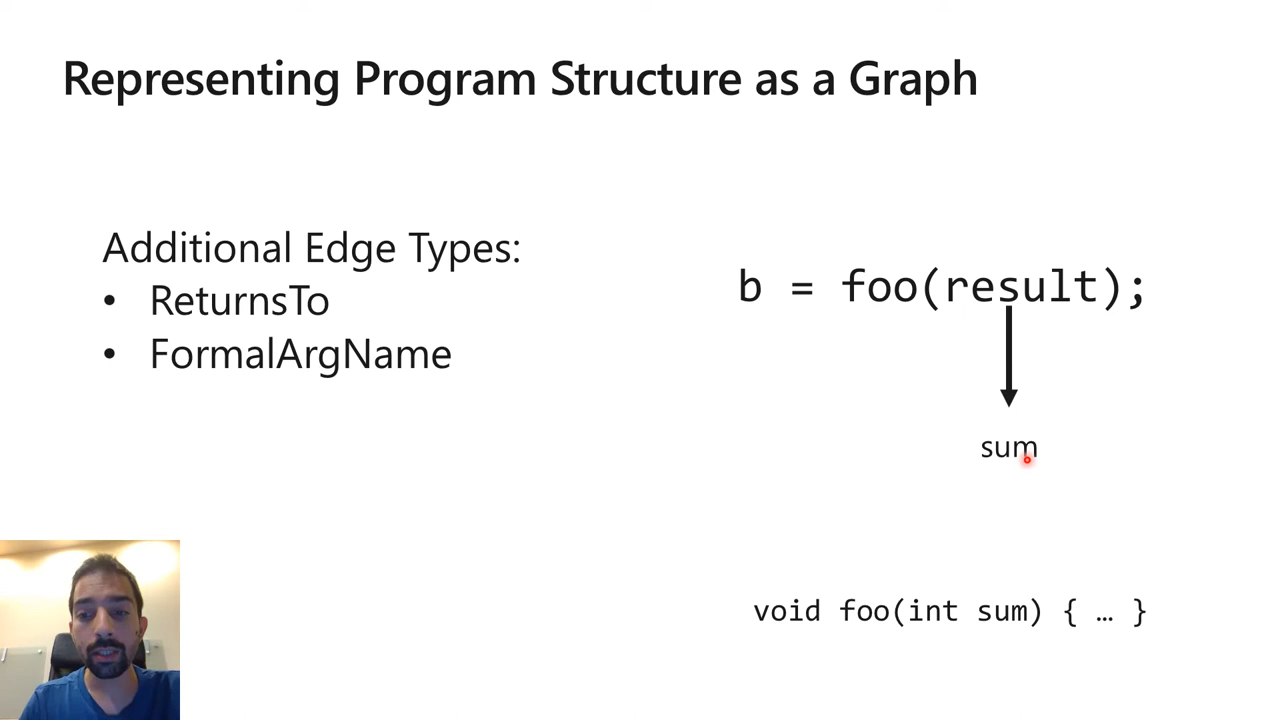 Representing Program Structure as a Graph
Additional Edge Types:
• ReturnsTo
• FormalArgName
b = foo(result);
sum
void foo(int sum) { … }